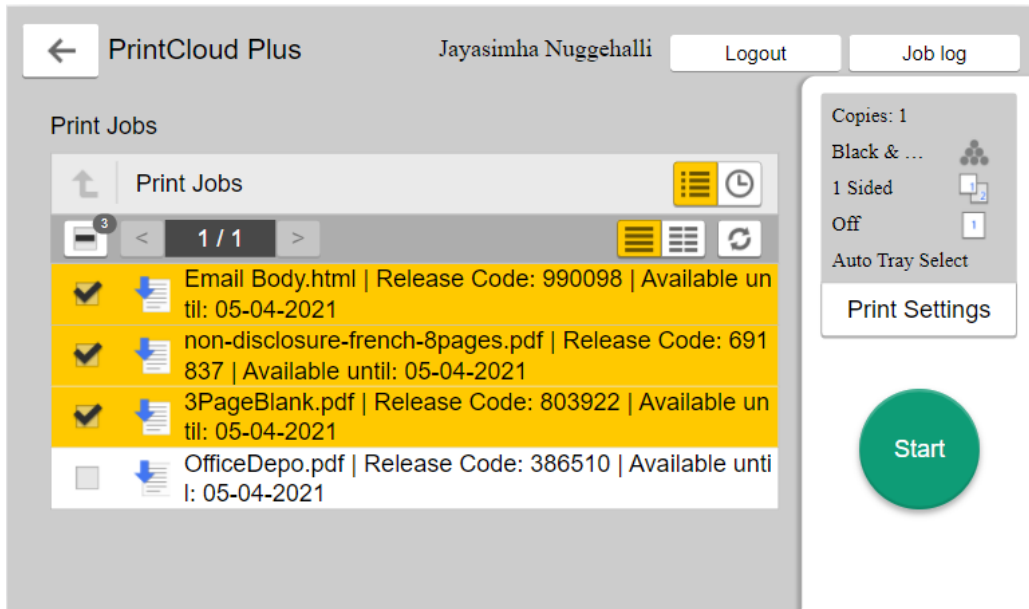 PrintCloud Plus
Jayasimha Nuggehalli
Logout
Job log
Print Jobs
Print Jobs
3
<
1 / 1
>
Email Body.html | Release Code: 990098 | Available un
til: 05-04-2021
non-disclosure-french-8pages.pdf | Release Code: 691
837 | Available until: 05-04-2021
3PageBlank.pdf | Release Code: 803922 | Available un
til: 05-04-2021
OfficeDepo.pdf | Release Code: 386510 | Available unti
l: 05-04-2021
Copies: 1
Black & ...
1 Sided
1
2
Off
1
Auto Tray Select
Print Settings
Start